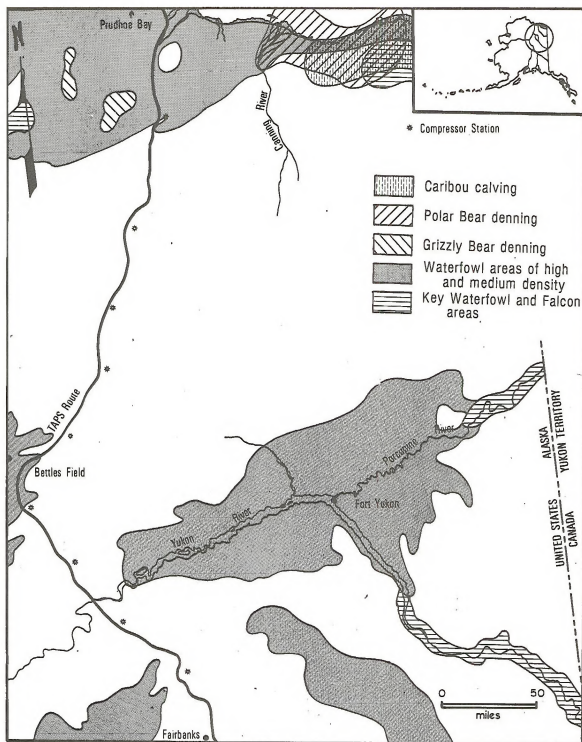 Prudhoe Bay
N
Canning River
* Compressor Station
Caribou calving
Polar Bear denning
Grizzly Bear denning
Waterfowl areas of high
and medium density
Key Waterfowl and Falcon
areas
TAPS Route
Bettles Field
Yukon River
Porcupine River
Fort Yukon
ALASKA
YUKON TERRITORY
UNITED STATES
CANADA
0 50
miles
Fairbanks